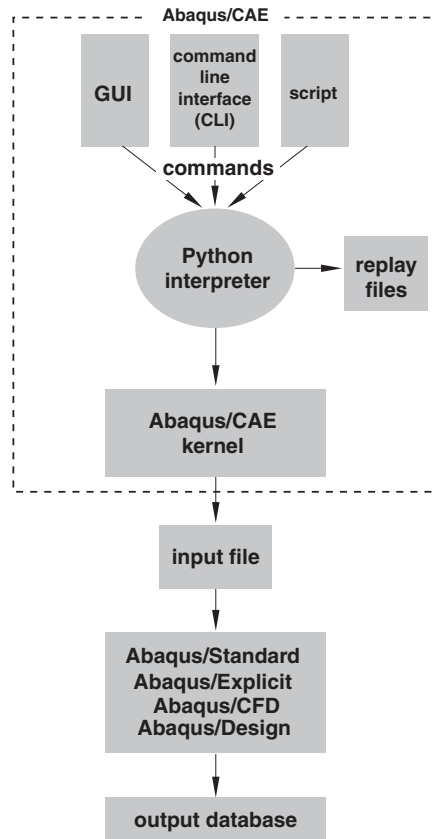 Abaqus/CAE
GUI
command
line
interface
(CLI)
script
commands
Python
interpreter
replay
files
Abaqus/CAE
kernel
input file
Abaqus/Standard
Abaqus/Explicit
Abaqus/CFD
Abaqus/Design
output database